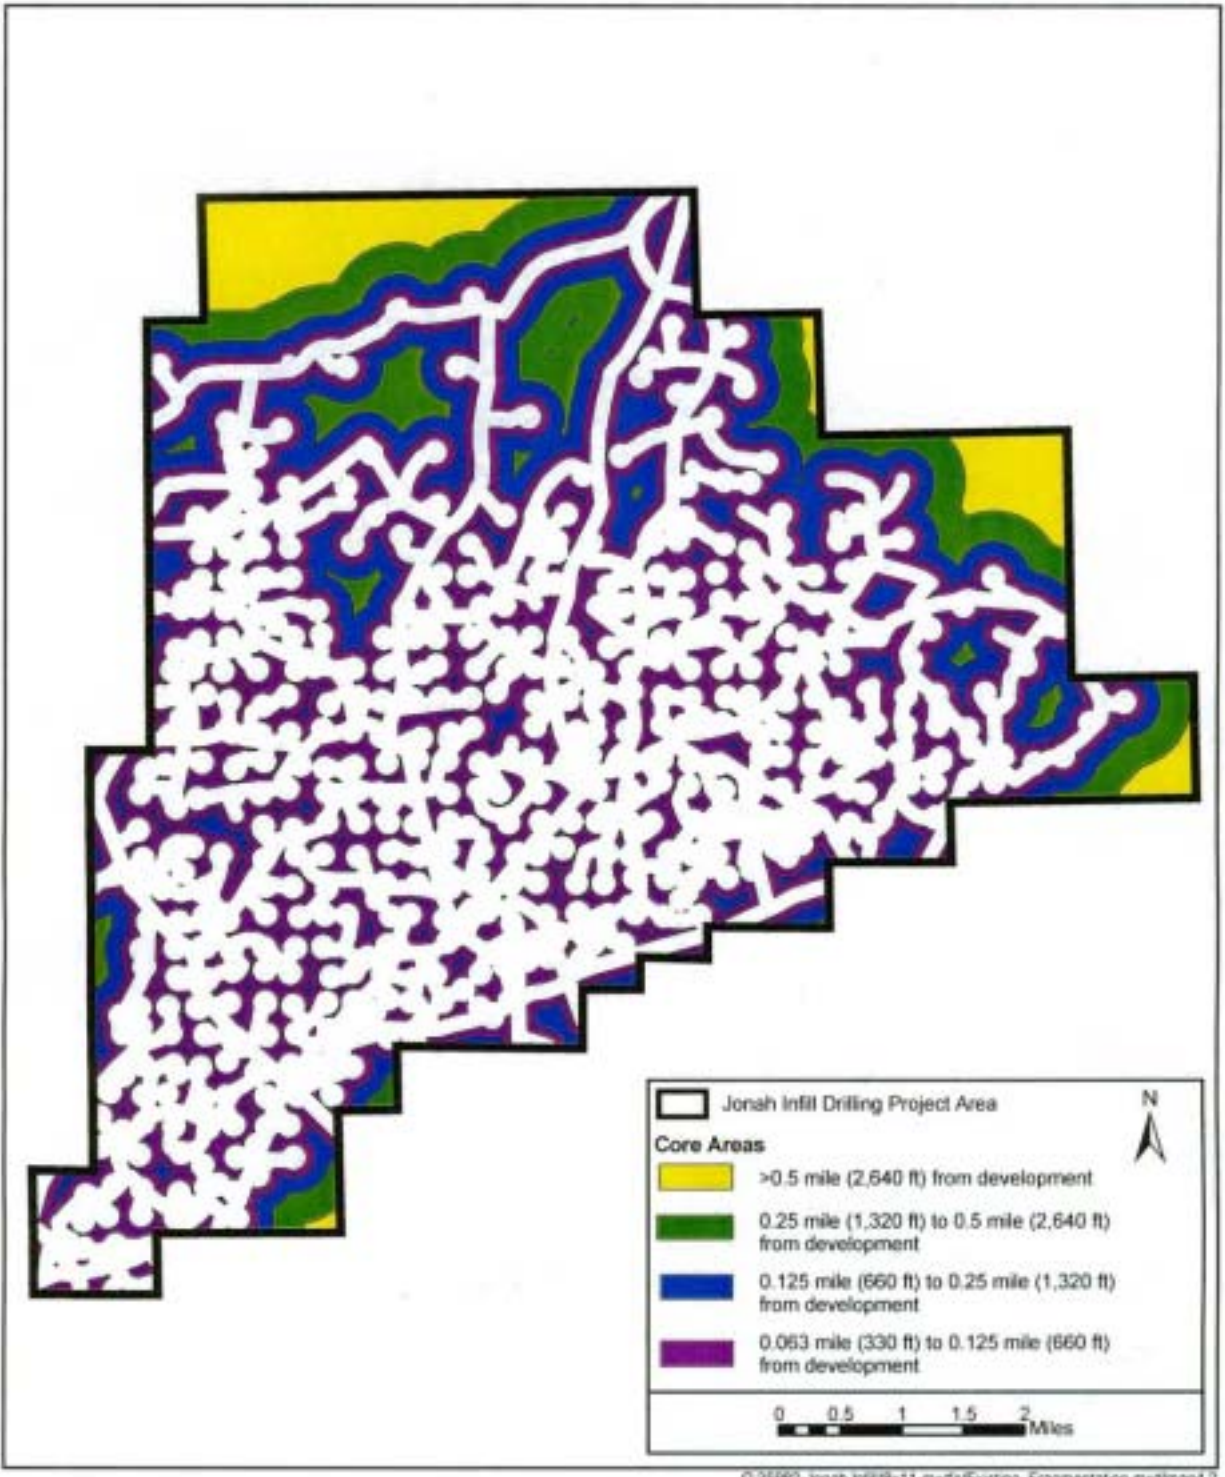 Jonah Infill Drilling Project Area
N
Core Areas
>0.5 mile (2,640 ft) from development
0.25 mile (1,320 ft) to 0.5 mile (2,640 ft)
from development
0.125 mile (660 ft) to 0.25 mile (1,320 ft)
from development
0.063 mile (330 ft) to 0.125 mile (660 ft)
from development
0 0.5 1 1.5 2
Miles